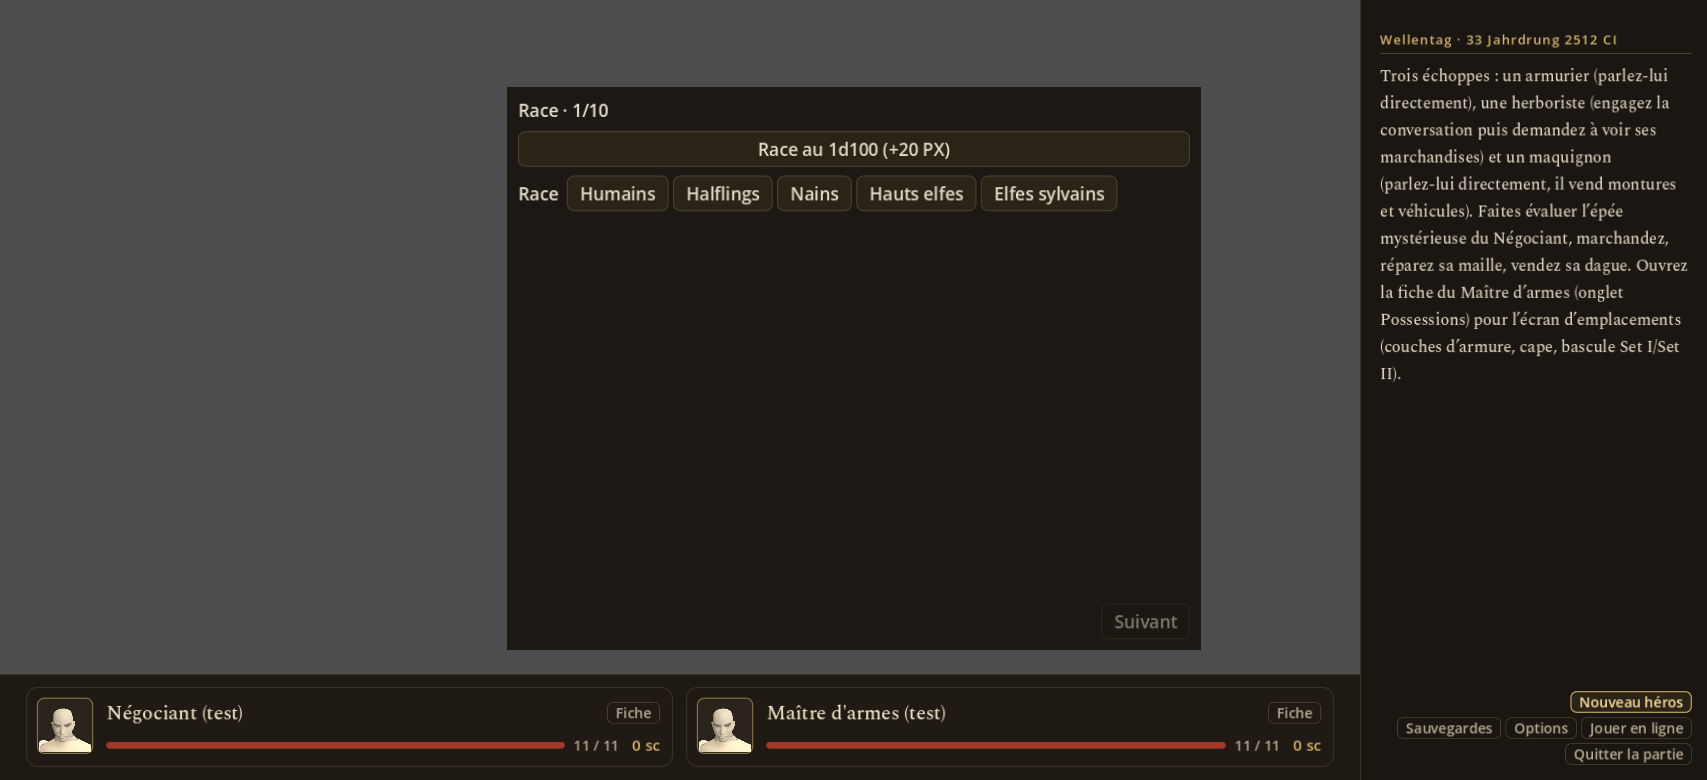 Race · 1/10
Race au 1d100 (+20 PX)
Race Humains Halflings Nains Hauts elfes Elfes sylvains
Suivant
Négociant (test) Fiche
11 / 11 0 sc
Maître d'armes (test) Fiche
11 / 11 0 sc
Wellentag · 33 Jahrdrung 2512 CI
Trois échoppes : un armurier (parlez-lui
directement), une herboriste (engagez la
conversation puis demandez à voir ses
marchandises) et un maquignon
(parlez-lui directement, il vend montures
et véhicules). Faites évaluer l’épée
mystérieuse du Négociant, marchandez,
réparez sa maille, vendez sa dague. Ouvrez
la fiche du Maître d’armes (onglet
Possessions) pour l’écran d’emplacements
(couches d’armure, cape, bascule Set I/Set
II).
Nouveau héros
Sauvegardes Options Jouer en ligne
Quitter la partie